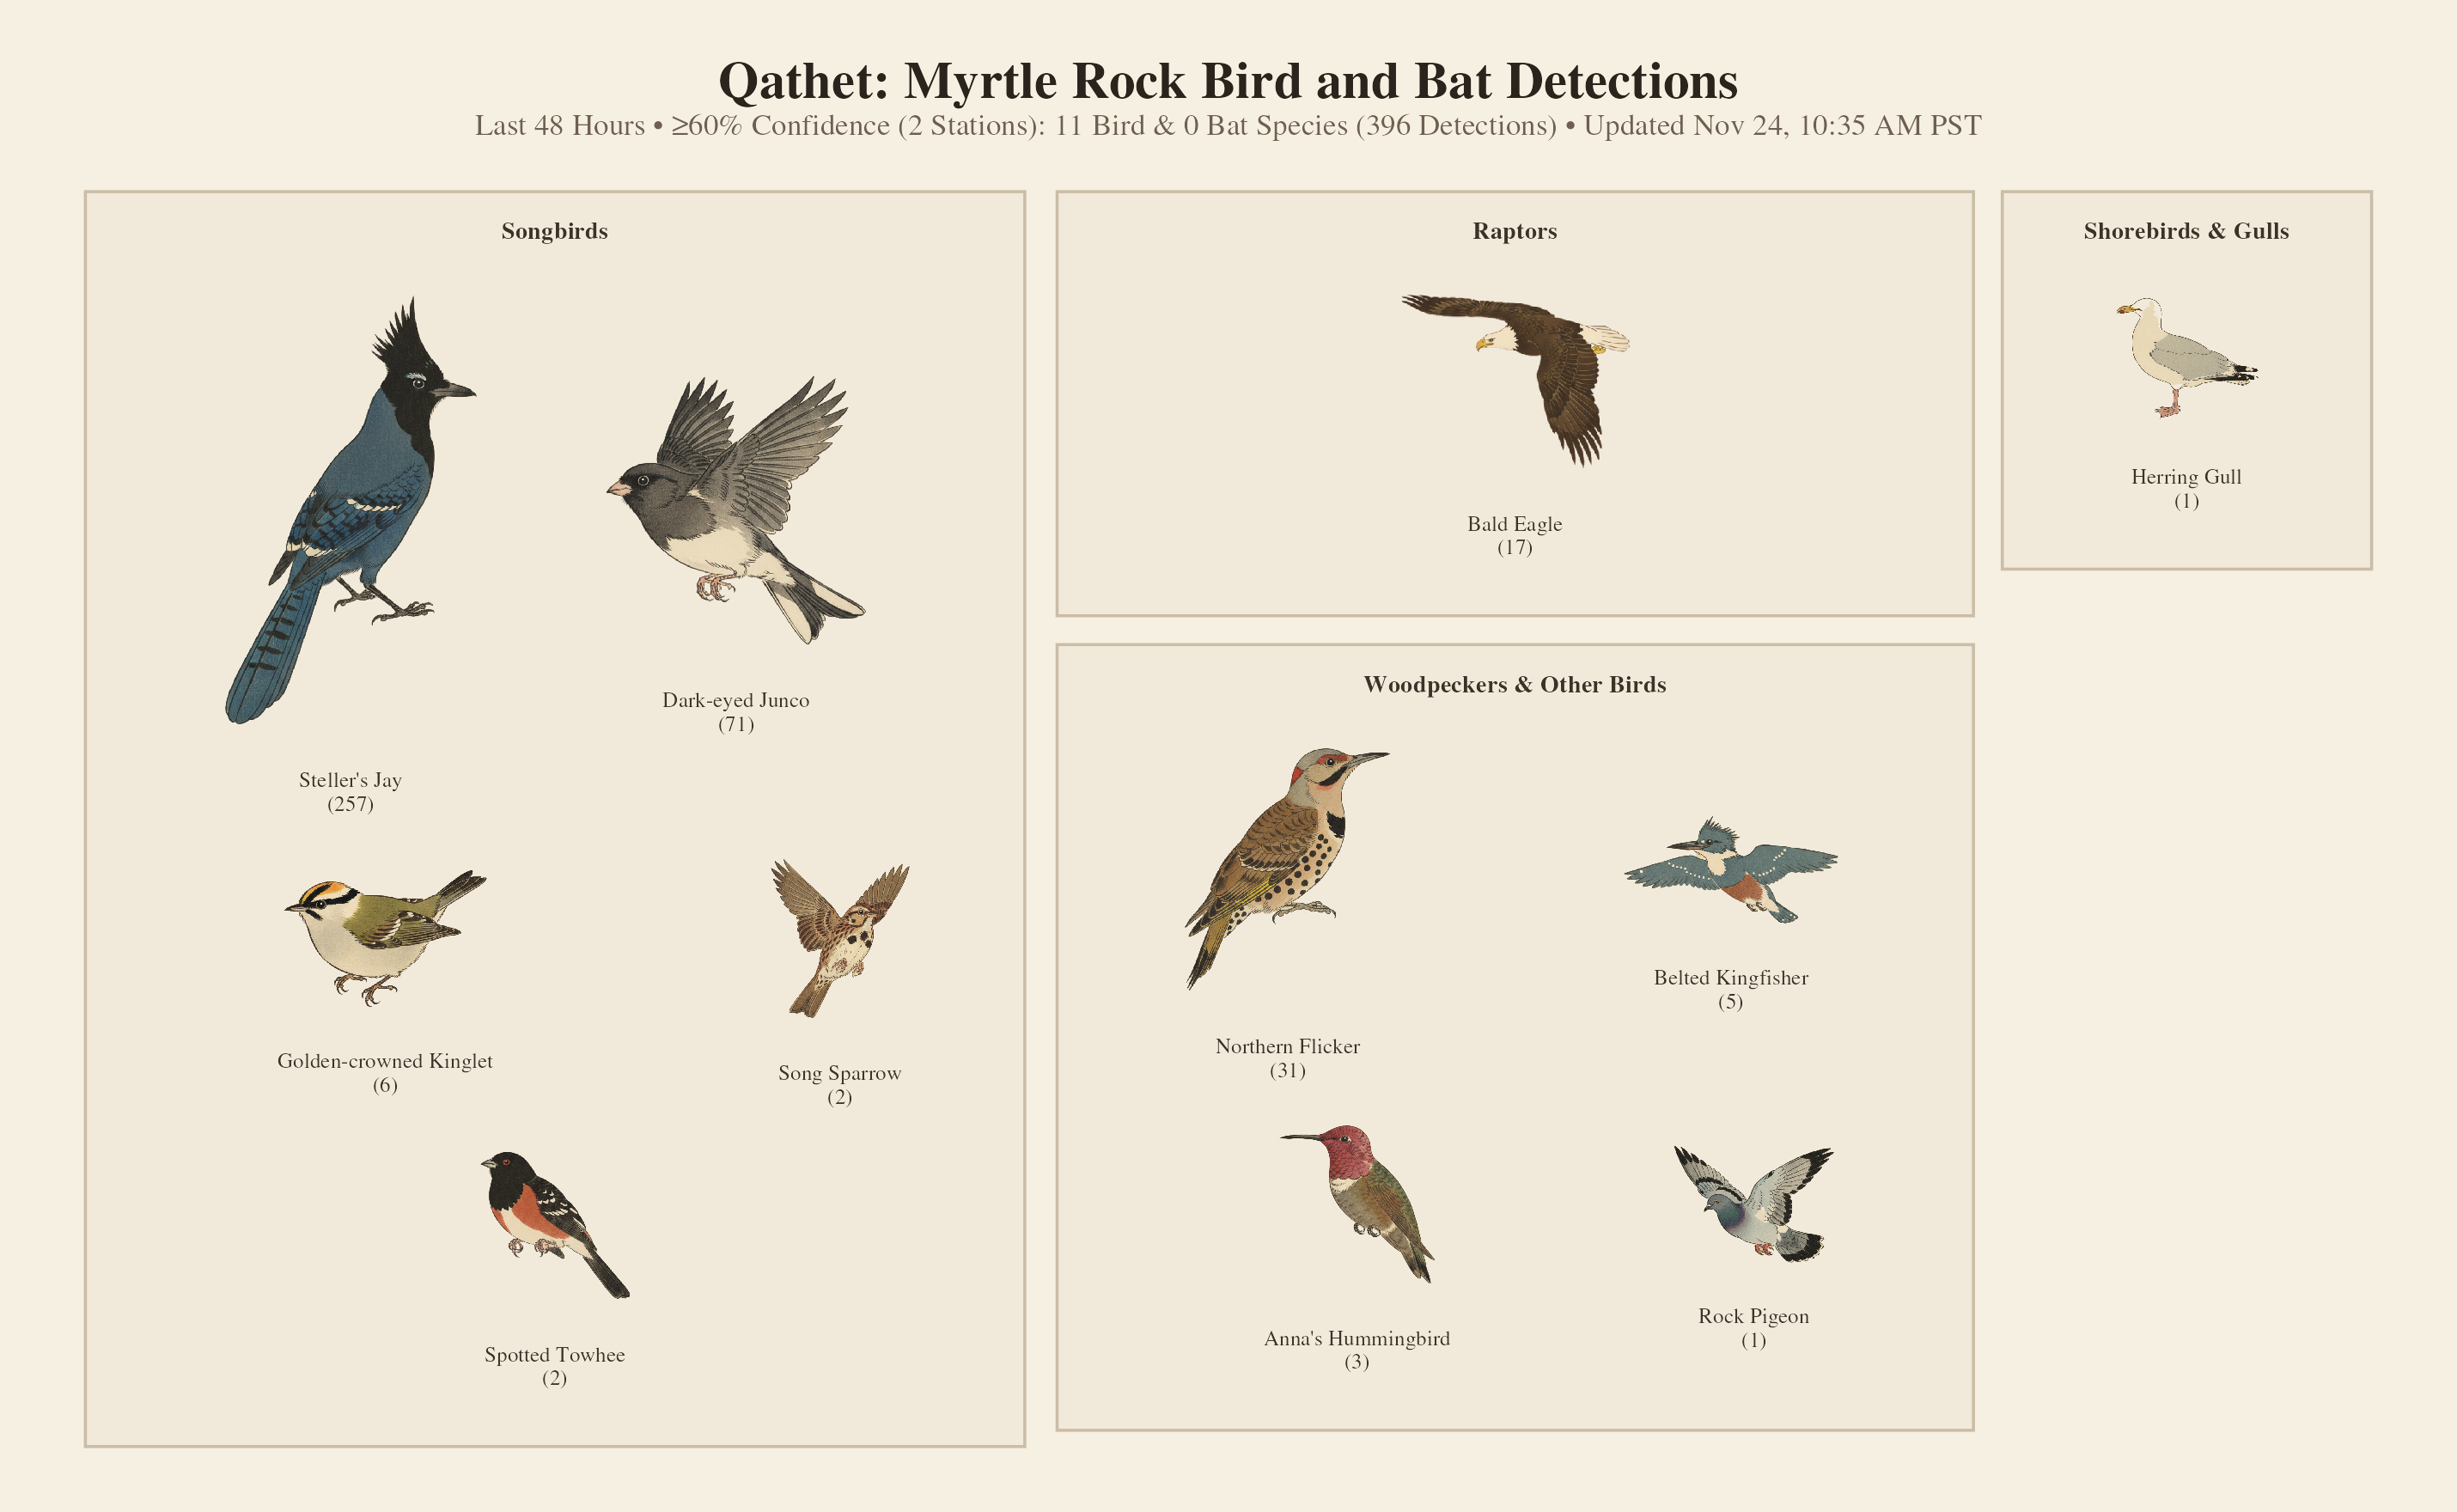 Qathet: Myrtle Rock Bird and Bat Detections
Last 48 Hours • ≥60% Confidence (2 Stations): 11 Bird & 0 Bat Species (396 Detections) • Updated Nov 24, 10:35 AM PST
Songbirds
Steller's Jay
(257)
Dark-eyed Junco
(71)
Golden-crowned Kinglet
(6)
Song Sparrow
(2)
Spotted Towhee
(2)
Raptors
Bald Eagle
(17)
Woodpeckers & Other Birds
Northern Flicker
(31)
Belted Kingfisher
(5)
Anna's Hummingbird
(3)
Rock Pigeon
(1)
Shorebirds & Gulls
Herring Gull
(1)